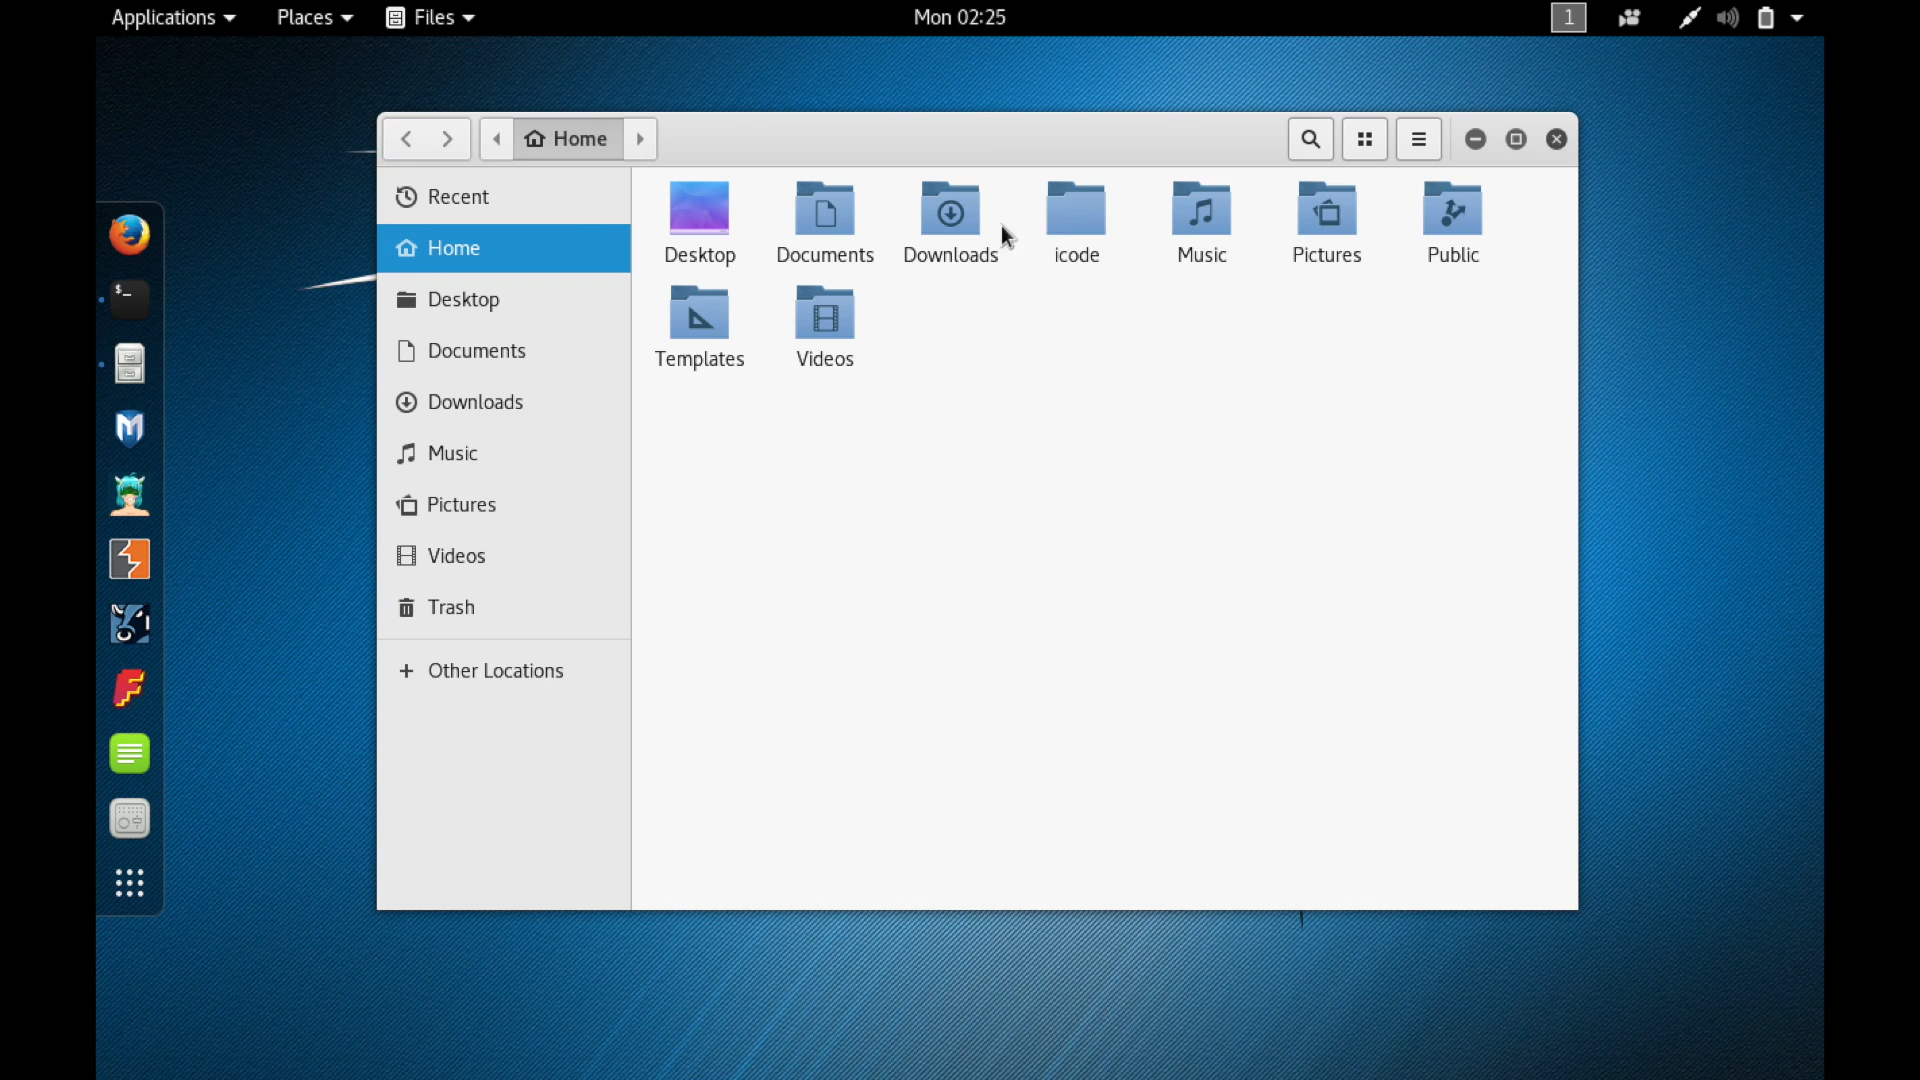 Applications Places Files Mon 02:25 1
Home
Recent
Home
Desktop
Documents
Downloads
Music
Pictures
Videos
Trash
Other Locations
Desktop Documents Downloads icode Music Pictures Public
Templates Videos
$_